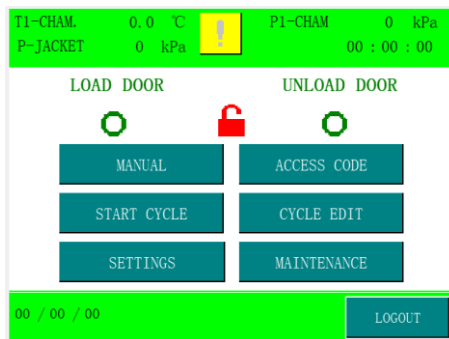 T1-CHAM. 0.0 ℃ P1-CHAM 0 kPa
P-JACKET 0 kPa 00 : 00 : 00
LOAD DOOR UNLOAD DOOR
MANUAL ACCESS CODE
START CYCLE CYCLE EDIT
SETTINGS MAINTENANCE
00 / 00 / 00 LOGOUT